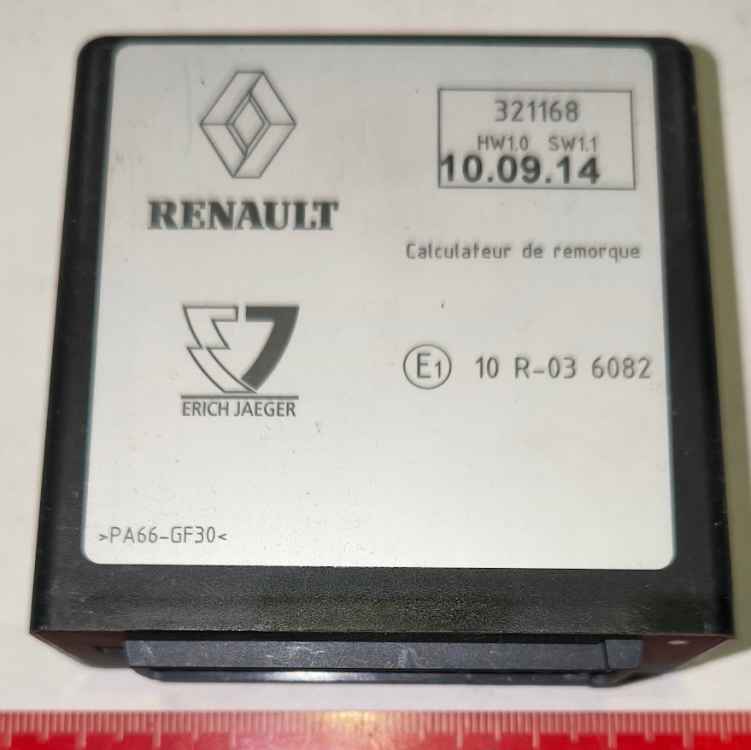 RENAULT
321168
HW1.0 SW1.1
10.09.14
Calculateur de remorque
ERICH JAEGER
E1 10 R-03 6082
>PA66-GF30<